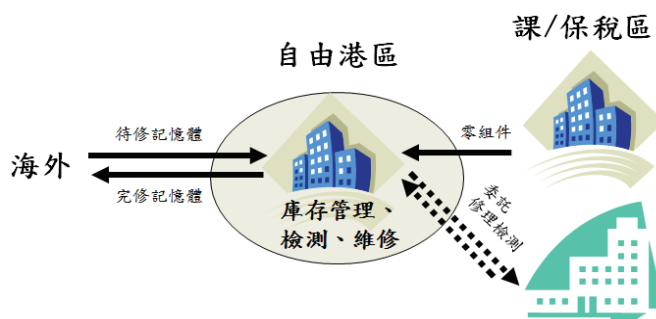 課/保稅區
自由港區
待修記憶體
零組件
海外
完修記憶體
庫存管理、
檢測、維修
委託
修理檢測